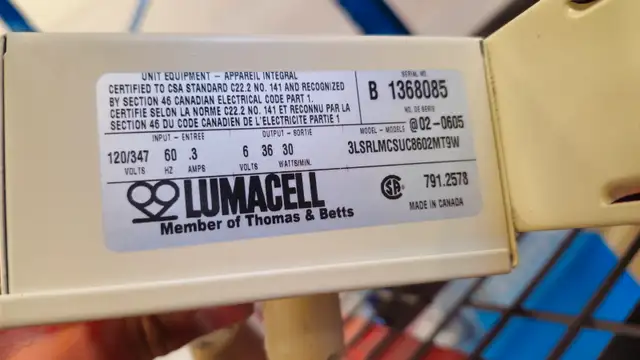 UNIT EQUIPMENT – APPAREIL INTEGRAL
CERTIFIED TO CSA STANDARD C22.2 NO. 141 AND RECOGNIZED
BY SECTION 46 CANADIAN ELECTRICAL CODE PART 1.
CERTIFIE SELON LA NORME C22.2 NO. 141 ET RECONNU PAR LA
SECTION 46 DU CODE CANADIEN DE L'ELECTRICITE PARTIE 1
SERIAL NO.
B 1368085
NO. DE SERIE
MODEL - MODELS @02-0605
3LSRLMCSUC8602MT9W
INPUT - ENTREE OUTPUT - SORTIE
120/347 60 .3 6 36 30
VOLTS HZ AMPS VOLTS WATTS/MIN.
LUMACELL
Member of Thomas & Betts
CSA 791.2578
MADE IN CANADA